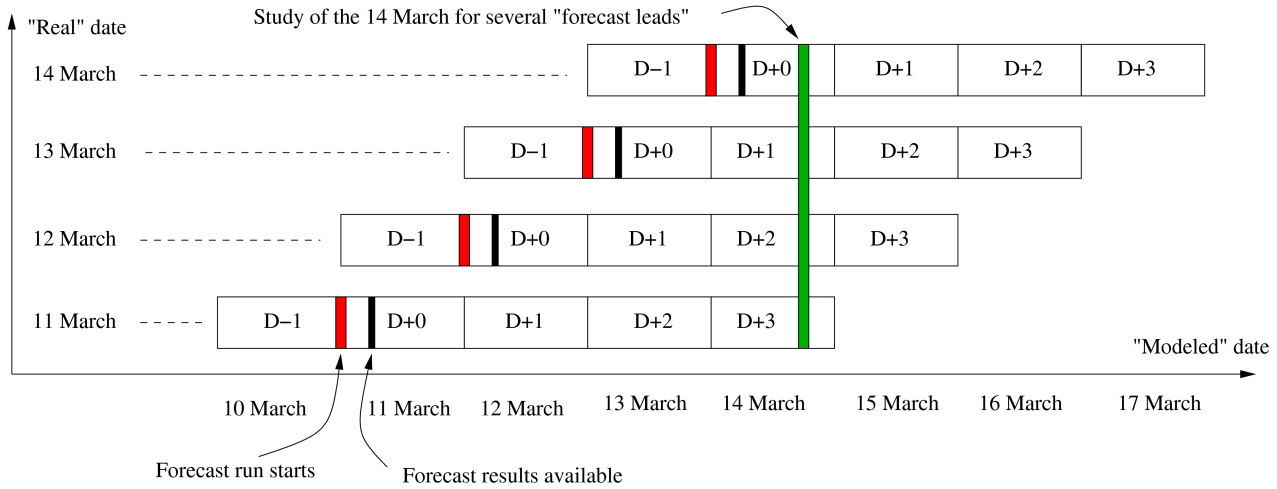 Study of the 14 March for several "forecast leads"
"Real" date
14 March D−1 D+0 D+1 D+2 D+3
13 March D−1 D+0 D+1 D+2 D+3
12 March D−1 D+0 D+1 D+2 D+3
11 March D−1 D+0 D+1 D+2 D+3
"Modeled" date
10 March 11 March 12 March 13 March 14 March 15 March 16 March 17 March
Forecast run starts
Forecast results available